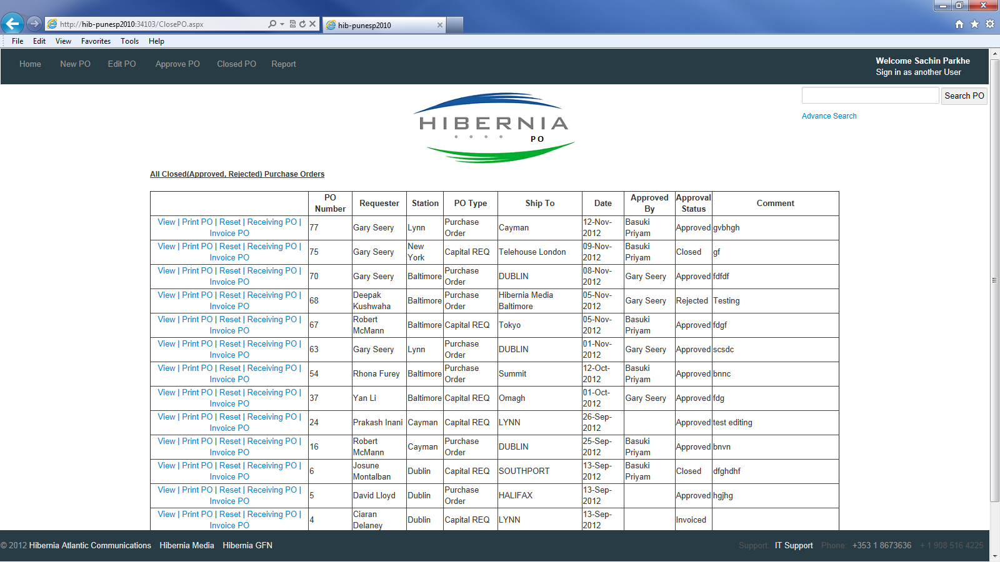 http://hib-punesp2010:34103/ClosePO.aspx
hib-punesp2010
File Edit View Favorites Tools Help
Home New PO Edit PO Approve PO Closed PO Report
Welcome Sachin Parkhe
Sign in as another User
Search PO
Advance Search
HIBERNIA
PO
All Closed(Approved, Rejected) Purchase Orders
PO Number Requester Station PO Type Ship To Date Approved By Approval Status Comment
View | Print PO | Reset | Receiving PO | Invoice PO 77 Gary Seery Lynn Purchase Order Cayman 12-Nov-2012 Basuki Priyam Approved gvbhgh
View | Print PO | Reset | Receiving PO | Invoice PO 75 Gary Seery New York Capital REQ Telehouse London 09-Nov-2012 Basuki Priyam Closed gf
View | Print PO | Reset | Receiving PO | Invoice PO 70 Gary Seery Baltimore Purchase Order DUBLIN 08-Nov-2012 Gary Seery Approved fdfdf
View | Print PO | Reset | Receiving PO | Invoice PO 68 Deepak Kushwaha Baltimore Purchase Order Hibernia Media Baltimore 05-Nov-2012 Gary Seery Rejected Testing
View | Print PO | Reset | Receiving PO | Invoice PO 67 Robert McMann Baltimore Capital REQ Tokyo 05-Nov-2012 Basuki Priyam Approved fdgf
View | Print PO | Reset | Receiving PO | Invoice PO 63 Gary Seery Lynn Purchase Order DUBLIN 01-Nov-2012 Gary Seery Approved scsdc
View | Print PO | Reset | Receiving PO | Invoice PO 54 Rhona Furey Baltimore Purchase Order Summit 12-Oct-2012 Basuki Priyam Approved bnnc
View | Print PO | Reset | Receiving PO | Invoice PO 37 Yan Li Baltimore Capital REQ Omagh 01-Oct-2012 Gary Seery Approved fdg
View | Print PO | Reset | Receiving PO | Invoice PO 24 Prakash Inani Cayman Capital REQ LYNN 26-Sep-2012 Approved test editing
View | Print PO | Reset | Receiving PO | Invoice PO 16 Robert McMann Cayman Purchase Order DUBLIN 25-Sep-2012 Basuki Priyam Approved bnvn
View | Print PO | Reset | Receiving PO | Invoice PO 6 Josune Montalban Dublin Capital REQ SOUTHPORT 13-Sep-2012 Basuki Priyam Closed dfghdhf
View | Print PO | Reset | Receiving PO | Invoice PO 5 David Lloyd Dublin Purchase Order HALIFAX 13-Sep-2012 Approved hgjhg
View | Print PO | Reset | Receiving PO | Invoice PO 4 Ciaran Delaney Dublin Capital REQ LYNN 13-Sep-2012 Invoiced
© 2012 Hibernia Atlantic Communications Hibernia Media Hibernia GFN Support: IT Support Phone: +353 1 8673636 + 1 908 516 4225